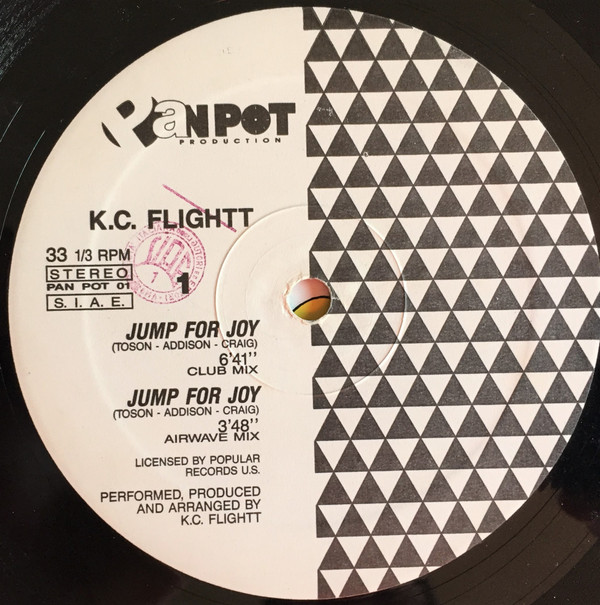 PAN POT
PRODUCTION
K.C. FLIGHTT
33 1/3 RPM
STEREO
PAN POT 01
S. I. A. E.
1
JUMP FOR JOY
(TOSON - ADDISON - CRAIG)
6'41''
CLUB MIX
JUMP FOR JOY
(TOSON - ADDISON - CRAIG)
3'48''
AIRWAVE MIX
LICENSED BY POPULAR
RECORDS U.S.
PERFORMED, PRODUCED
AND ARRANGED BY
K.C. FLIGHTT